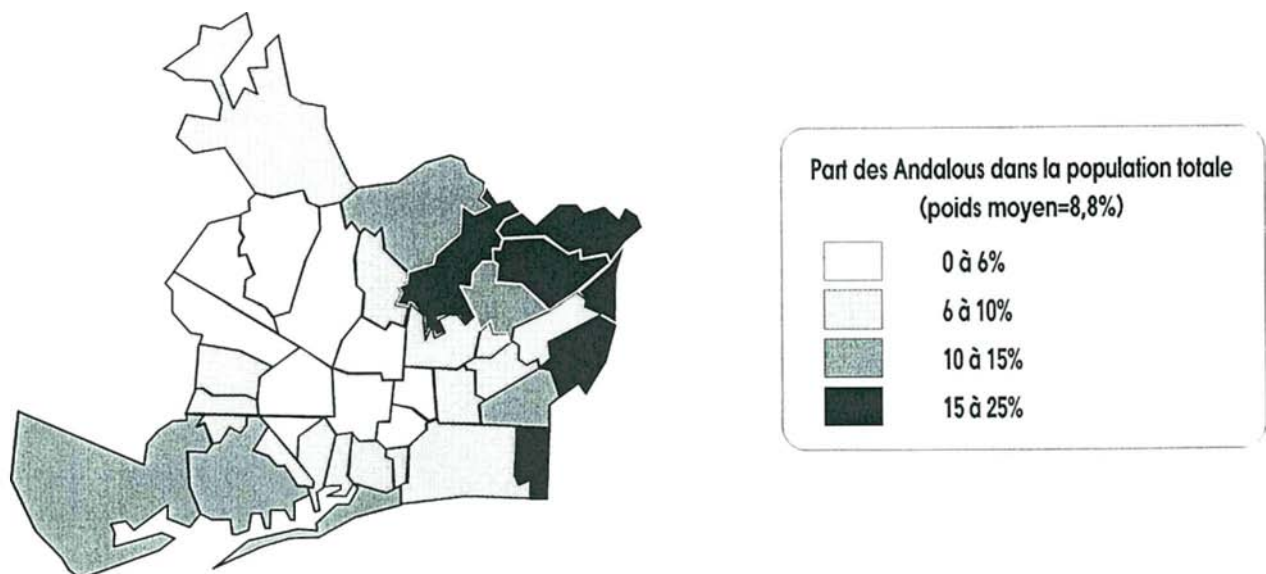 Part des Andalous dans la population totale
(poids moyen=8,8%)
0 à 6%
6 à 10%
10 à 15%
15 à 25%